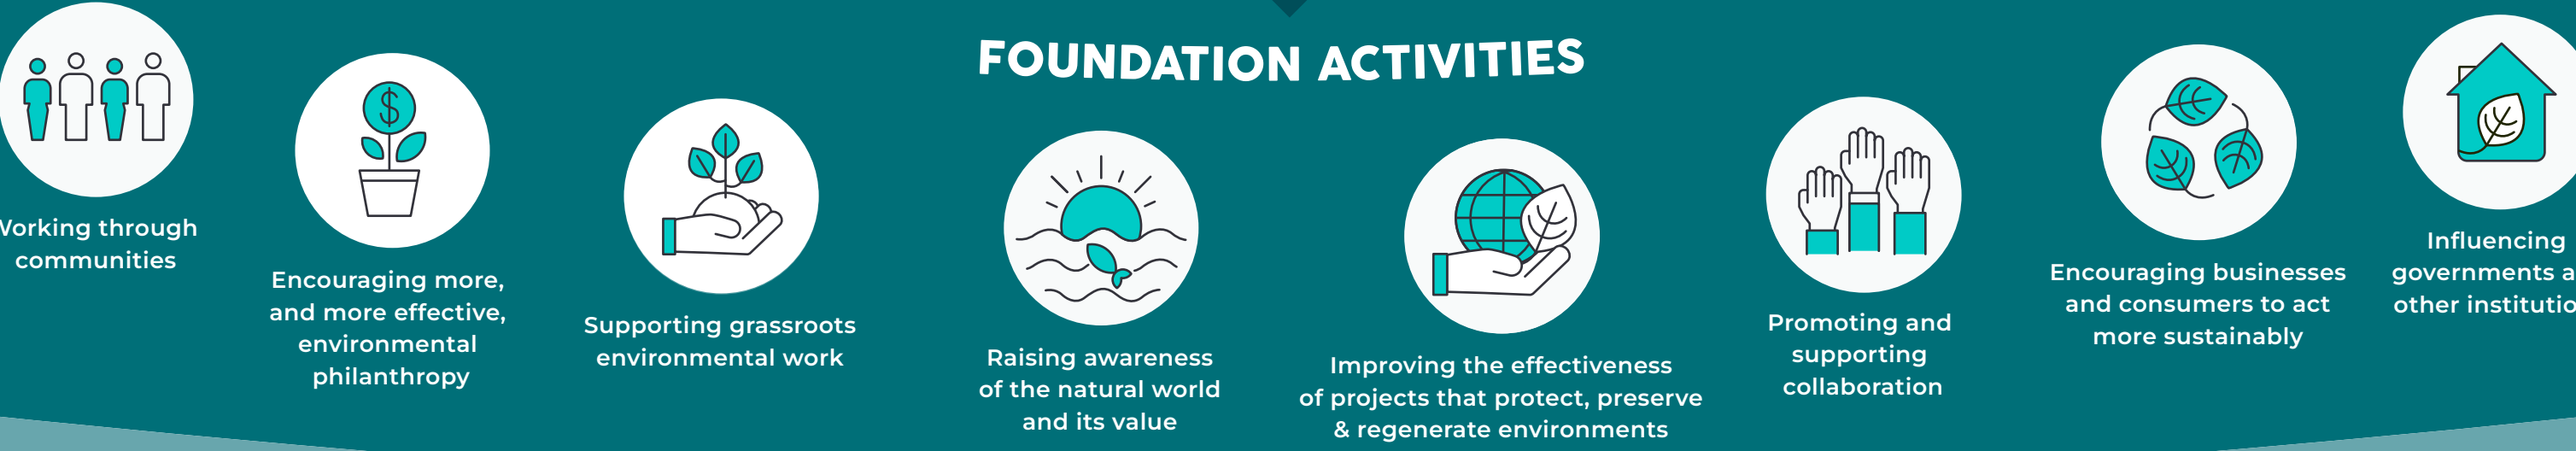 FOUNDATION ACTIVITIES
Working through
communities
Encouraging more,
and more effective,
environmental
philanthropy
Supporting grassroots
environmental work
Raising awareness
of the natural world
and its value
Improving the effectiveness
of projects that protect, preserve
& regenerate environments
Promoting and
supporting
collaboration
Encouraging businesses
and consumers to act
more sustainably
Influencing
governments a
other institutio
$